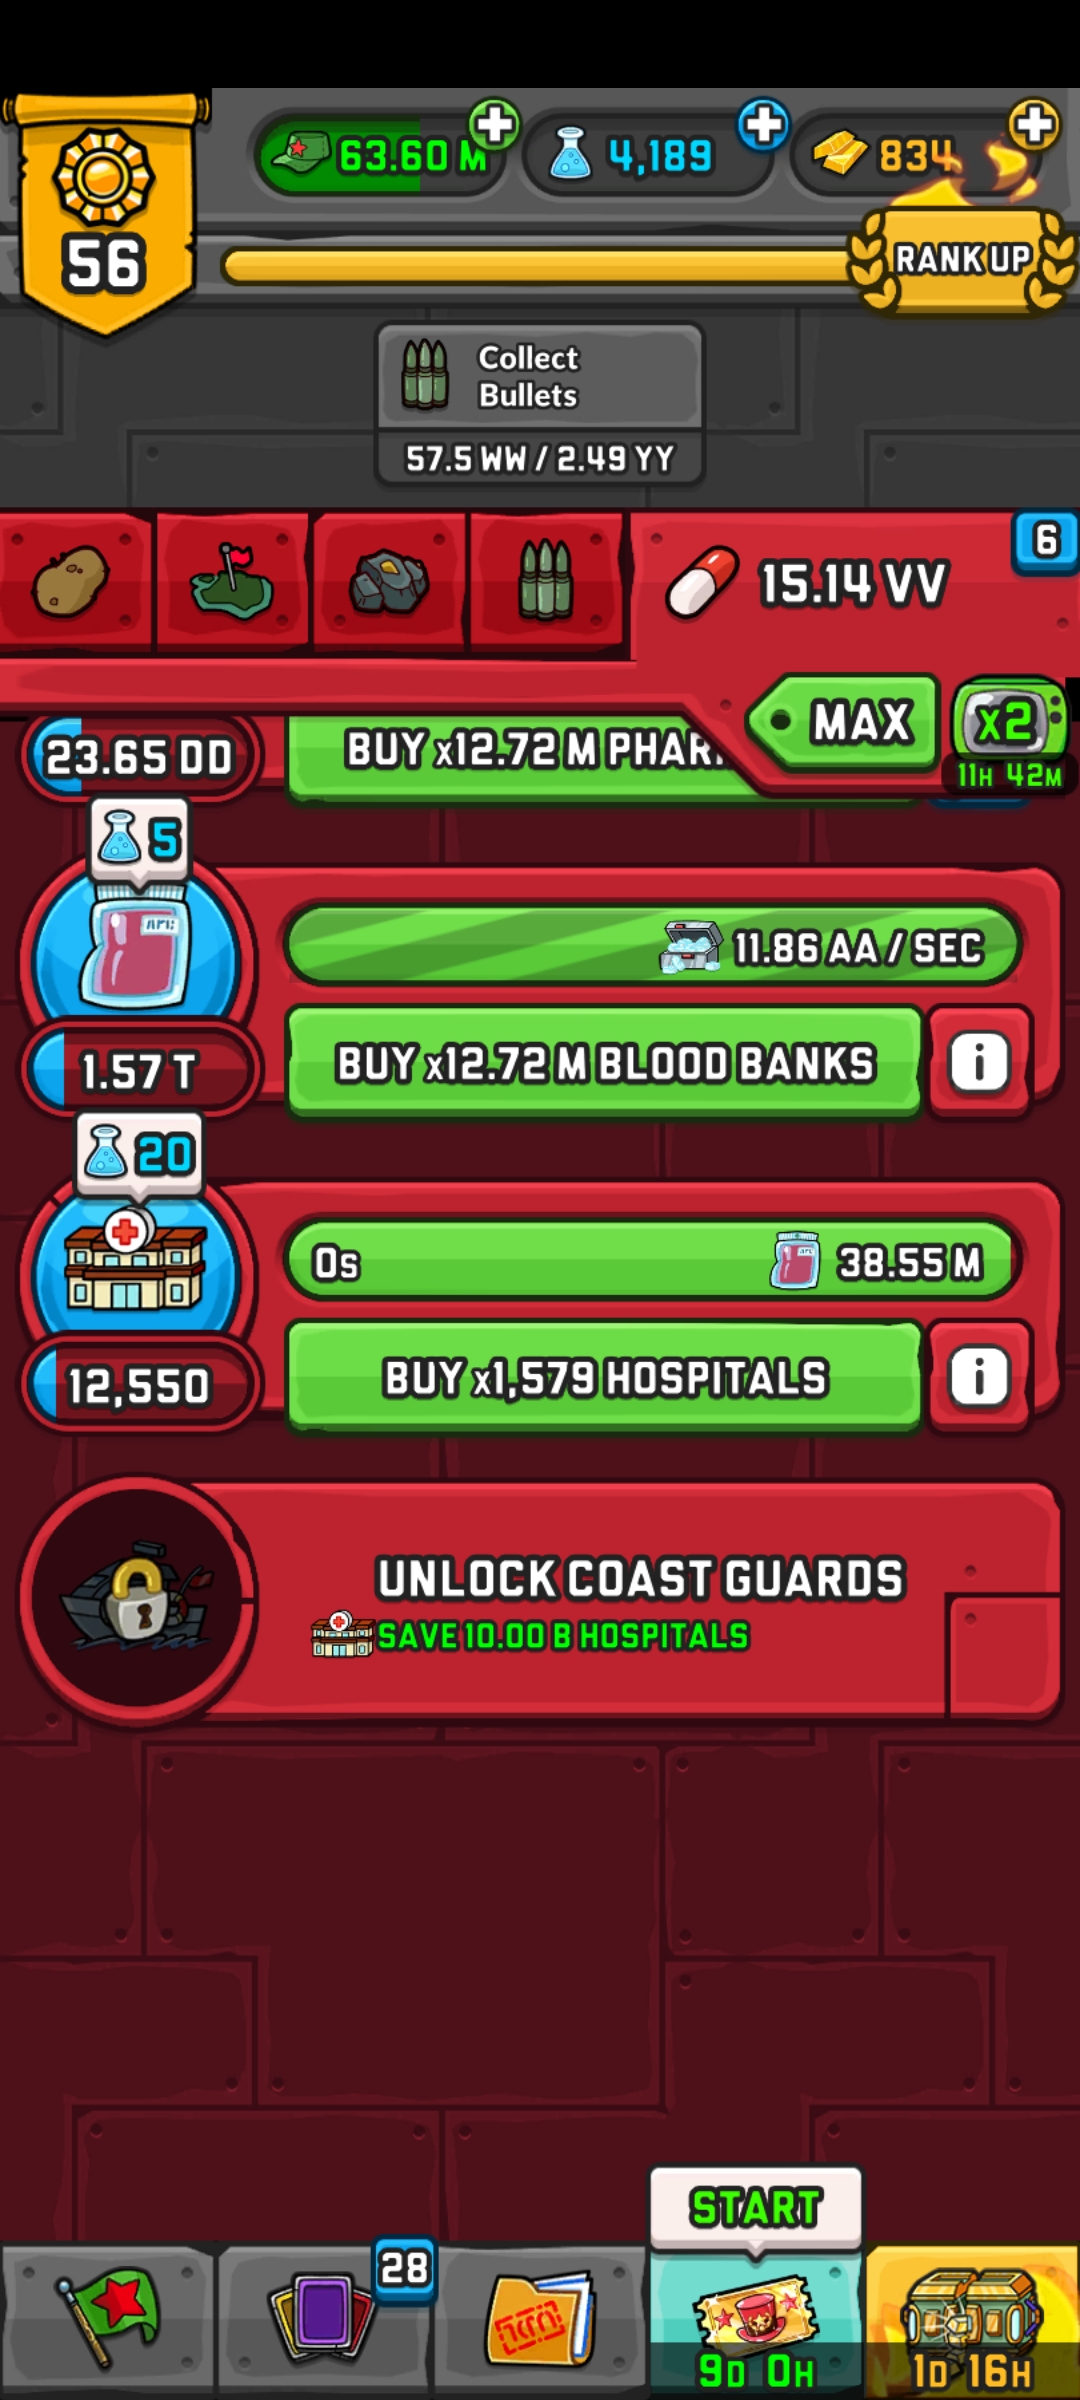 63.60 M
4,189
834
56
RANK UP
Collect
Bullets
57.5 WW / 2.49 YY
6
15.14 VV
MAX
x2
11H 42M
23.65 DD
BUY x12.72 M
5
11.86 AA / SEC
1.57 T
BUY x12.72 M BLOOD BANKS
i
20
0s
38.55 M
12,550
BUY x1,579 HOSPITALS
i
UNLOCK COAST GUARDS
SAVE 10.00 B HOSPITALS
START
28
9D 0H
1D 16H